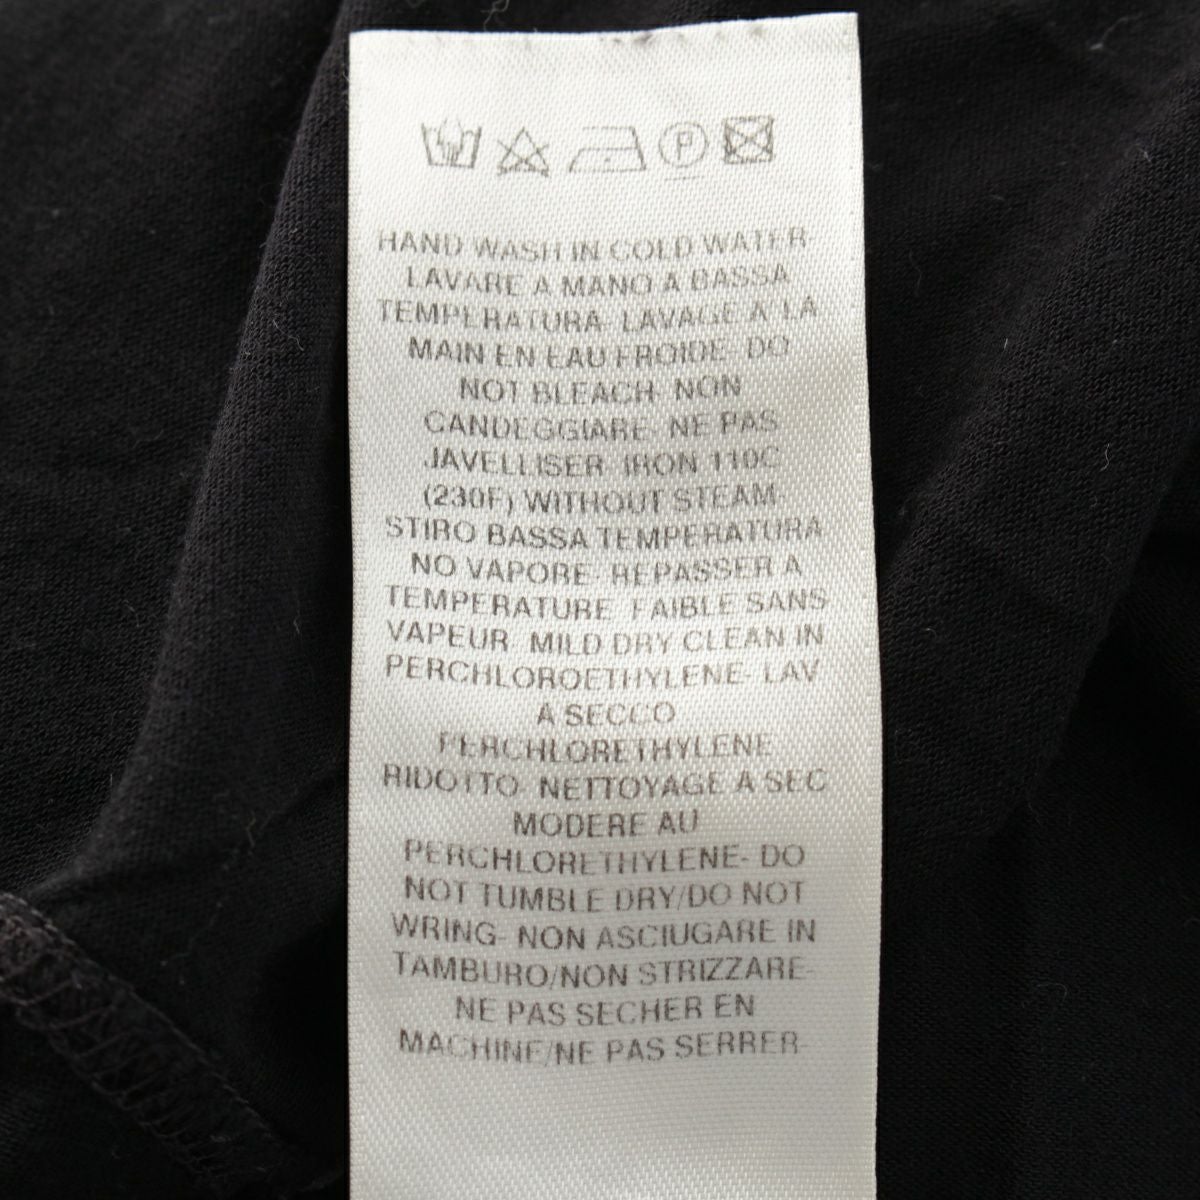 P
HAND WASH IN COLD WATER-
LAVARE A MANO A BASSA
TEMPERATURA- LAVAGE A LA
MAIN EN EAU FROIDE- DO
NOT BLEACH- NON
CANDEGGIARE- NE PAS
JAVELLISER- IRON 110C
(230F) WITHOUT STEAM-
STIRO BASSA TEMPERATURA
NO VAPORE- REPASSER A
TEMPERATURE FAIBLE SANS
VAPEUR- MILD DRY CLEAN IN
PERCHLOROETHYLENE- LAV
A SECCO
PERCHLORETHYLENE
RIDOTTO- NETTOYAGE A SEC
MODERE AU
PERCHLORETHYLENE- DO
NOT TUMBLE DRY/DO NOT
WRING- NON ASCIUGARE IN
TAMBURO/NON STRIZZARE-
NE PAS SECHER EN
MACHINE/NE PAS SERRER-